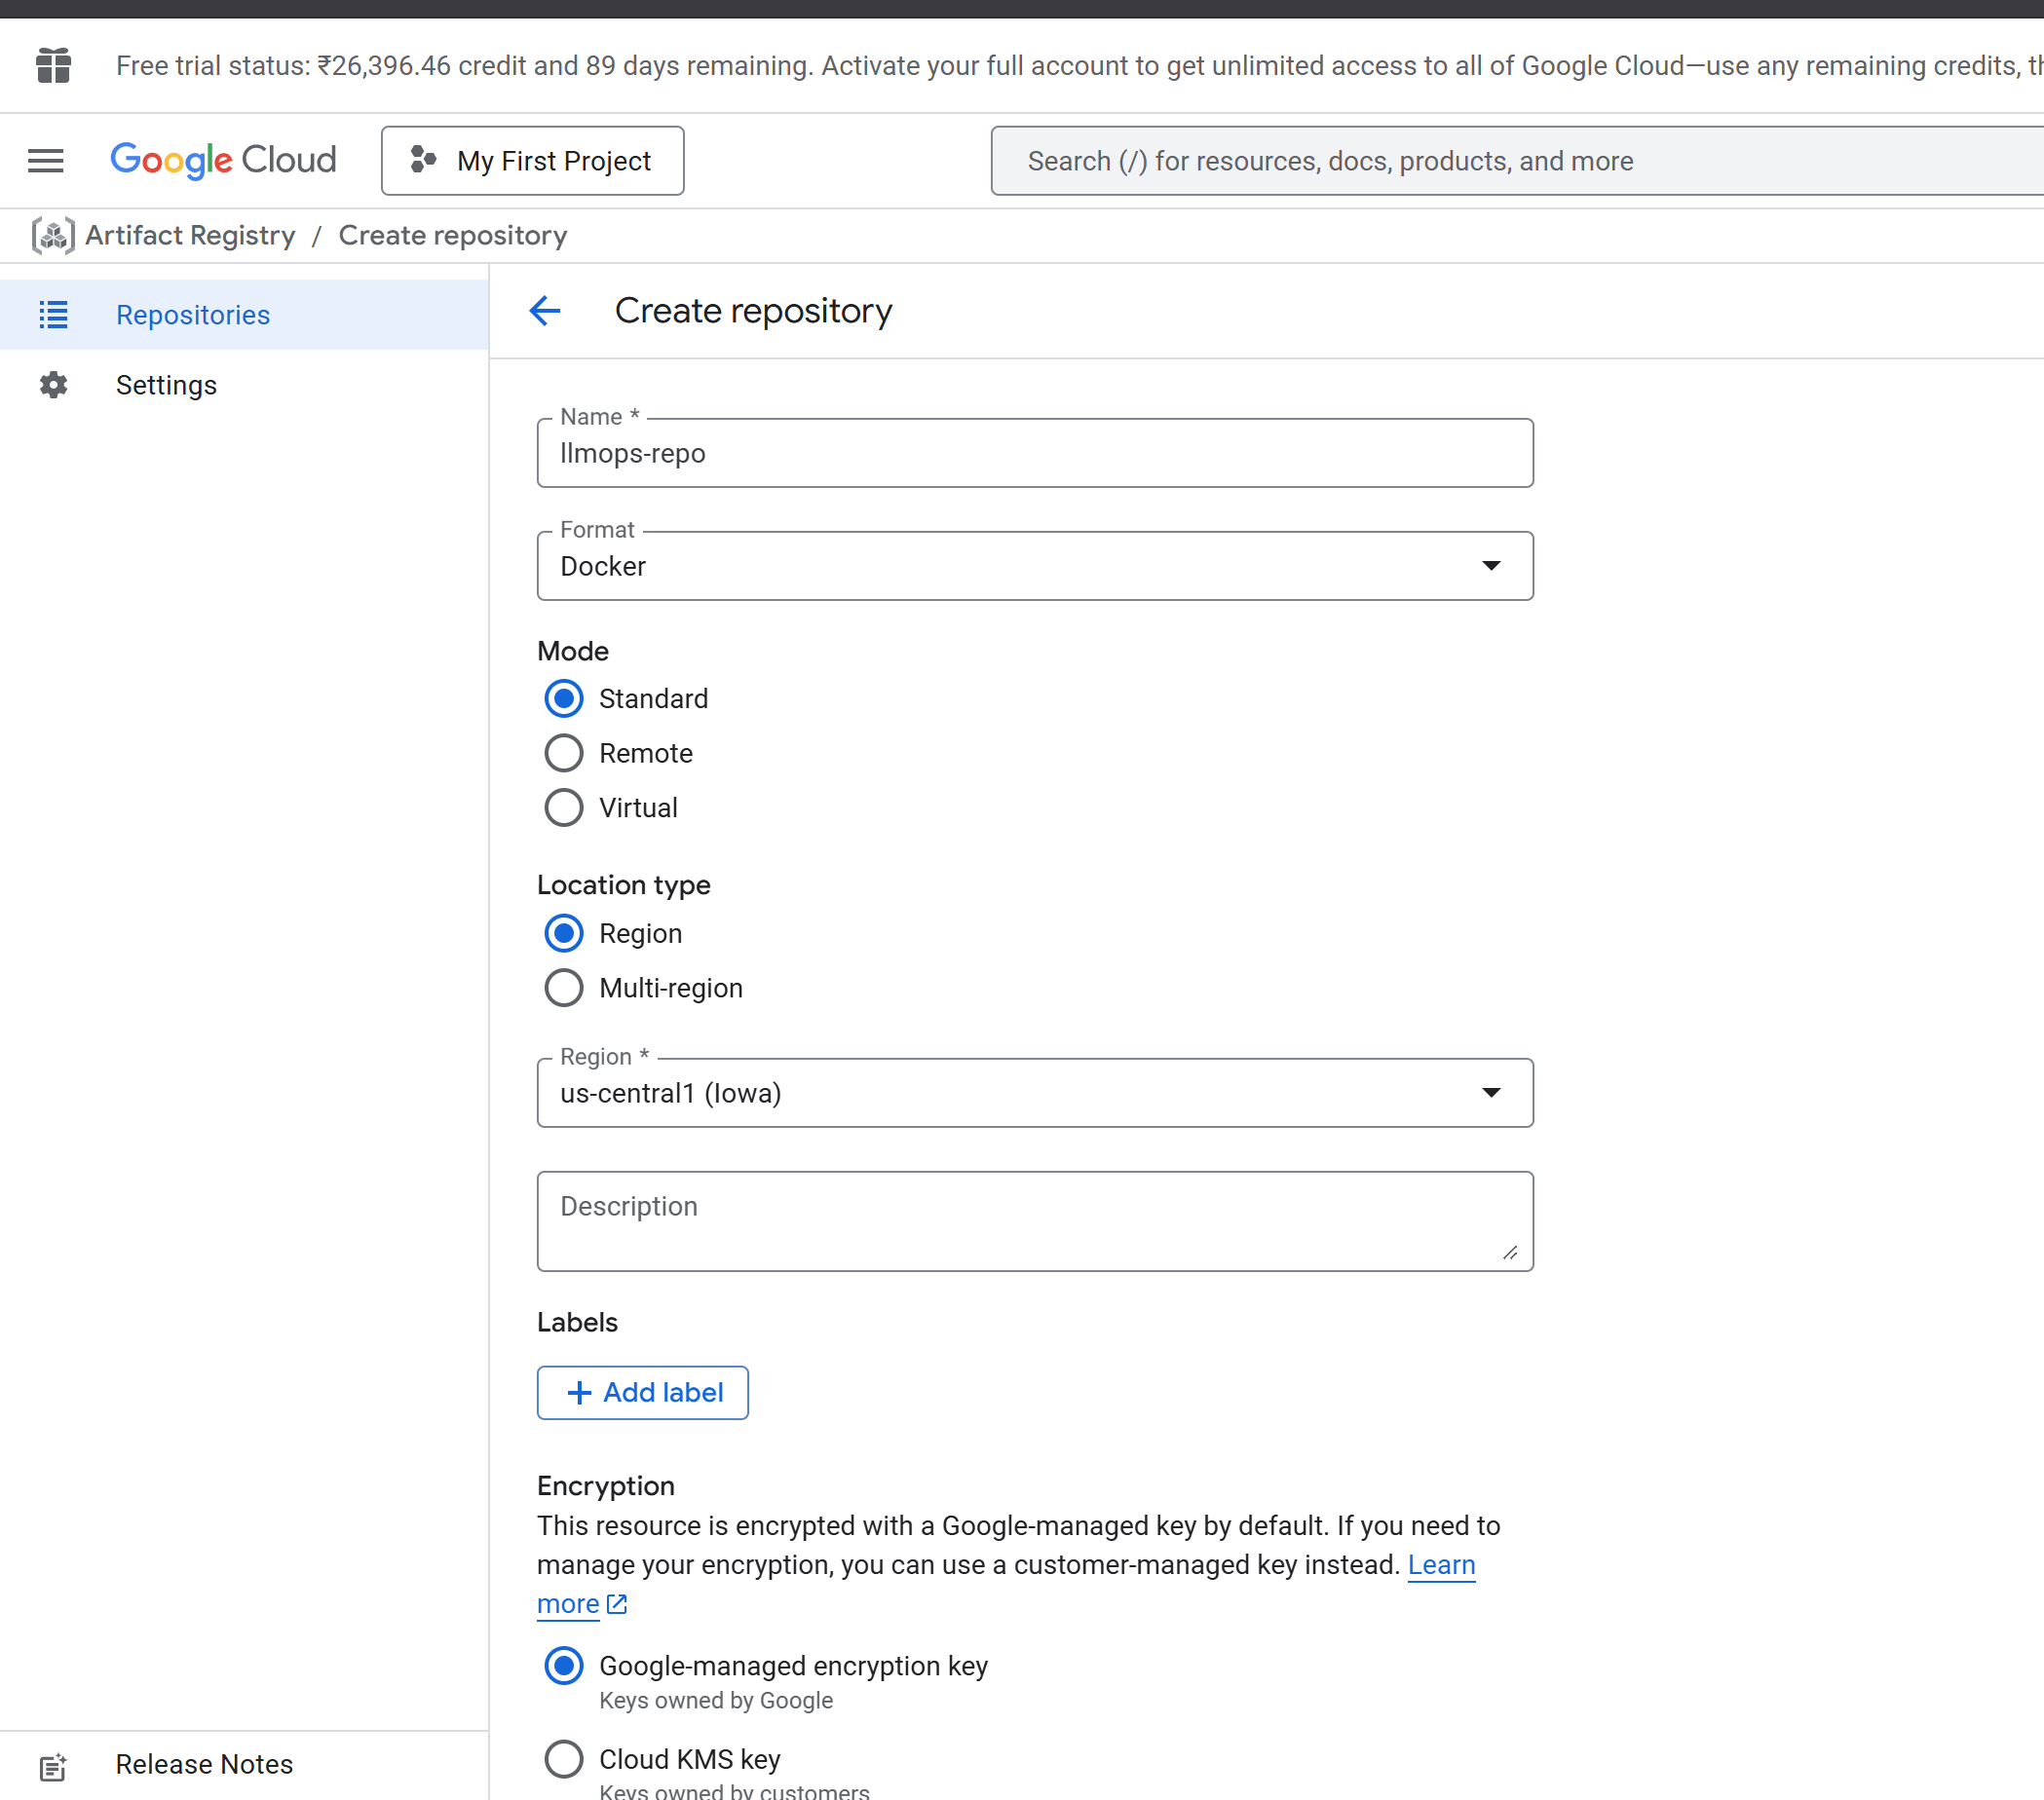 Free trial status: ₹26,396.46 credit and 89 days remaining. Activate your full account to get unlimited access to all of Google Cloud—use any remaining credits,
Google Cloud
My First Project
Search (/) for resources, docs, products, and more
Artifact Registry / Create repository
Repositories
Settings
Create repository
Name *
llmops-repo
Format
Docker
Mode
Standard
Remote
Virtual
Location type
Region
Multi-region
Region *
us-central1 (Iowa)
Description
Labels
+ Add label
Encryption
This resource is encrypted with a Google-managed key by default. If you need to
manage your encryption, you can use a customer-managed key instead. Learn
more
Google-managed encryption key
Keys owned by Google
Cloud KMS key
Keys owned by customers
Release Notes